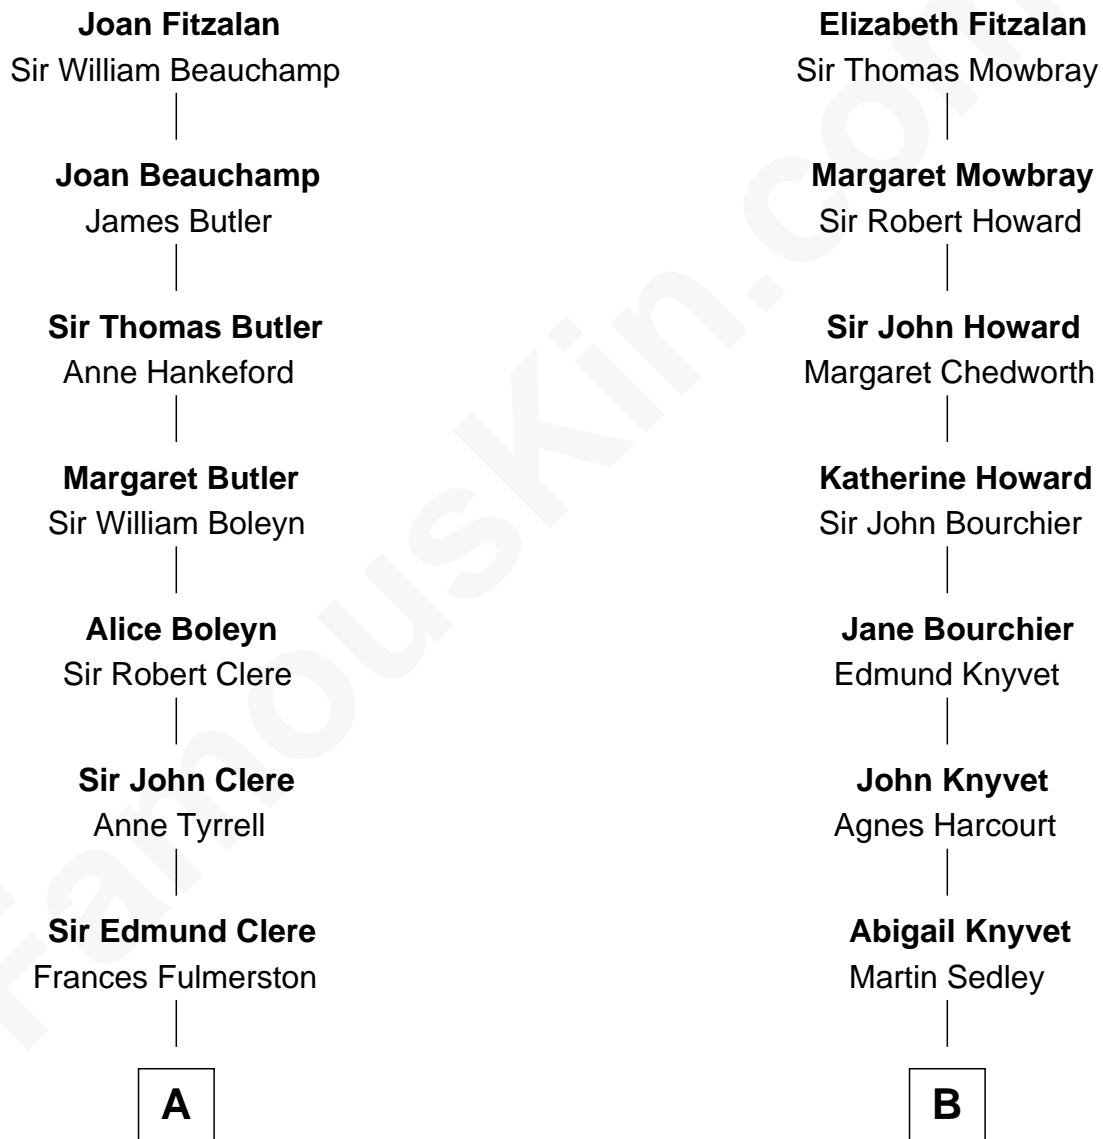 Joan Fitzalan
Sir William Beauchamp
Joan Beauchamp
James Butler
Sir Thomas Butler
Anne Hankeford
Margaret Butler
Sir William Boleyn
Alice Boleyn
Sir Robert Clere
Sir John Clere
Anne Tyrrell
Sir Edmund Clere
Frances Fulmerston
A
Elizabeth Fitzalan
Sir Thomas Mowbray
Margaret Mowbray
Sir Robert Howard
Sir John Howard
Margaret Chedworth
Katherine Howard
Sir John Bourchier
Jane Bourchier
Edmund Knyvet
John Knyvet
Agnes Harcourt
Abigail Knyvet
Martin Sedley
B
FamousKin.com